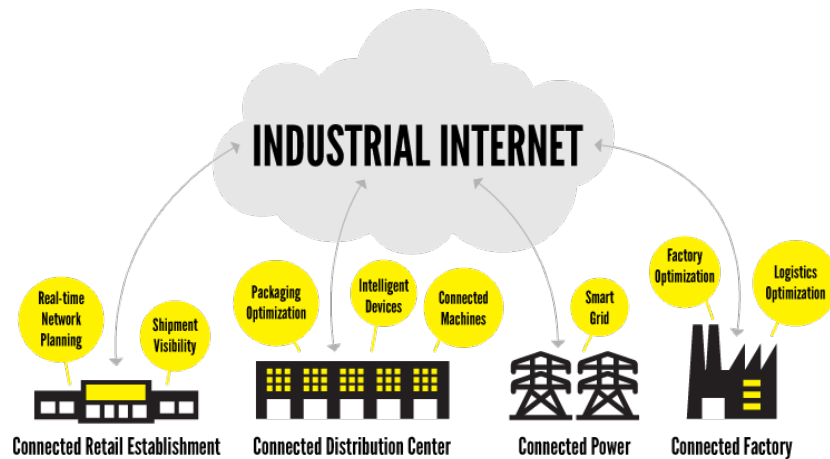 INDUSTRIAL INTERNET
Real-time
Network
Planning
Shipment
Visibility
Packaging
Optimization
Intelligent
Devices
Connected
Machines
Smart
Grid
Factory
Optimization
Logistics
Optimization
Connected Retail Establishment
Connected Distribution Center
Connected Power
Connected Factory